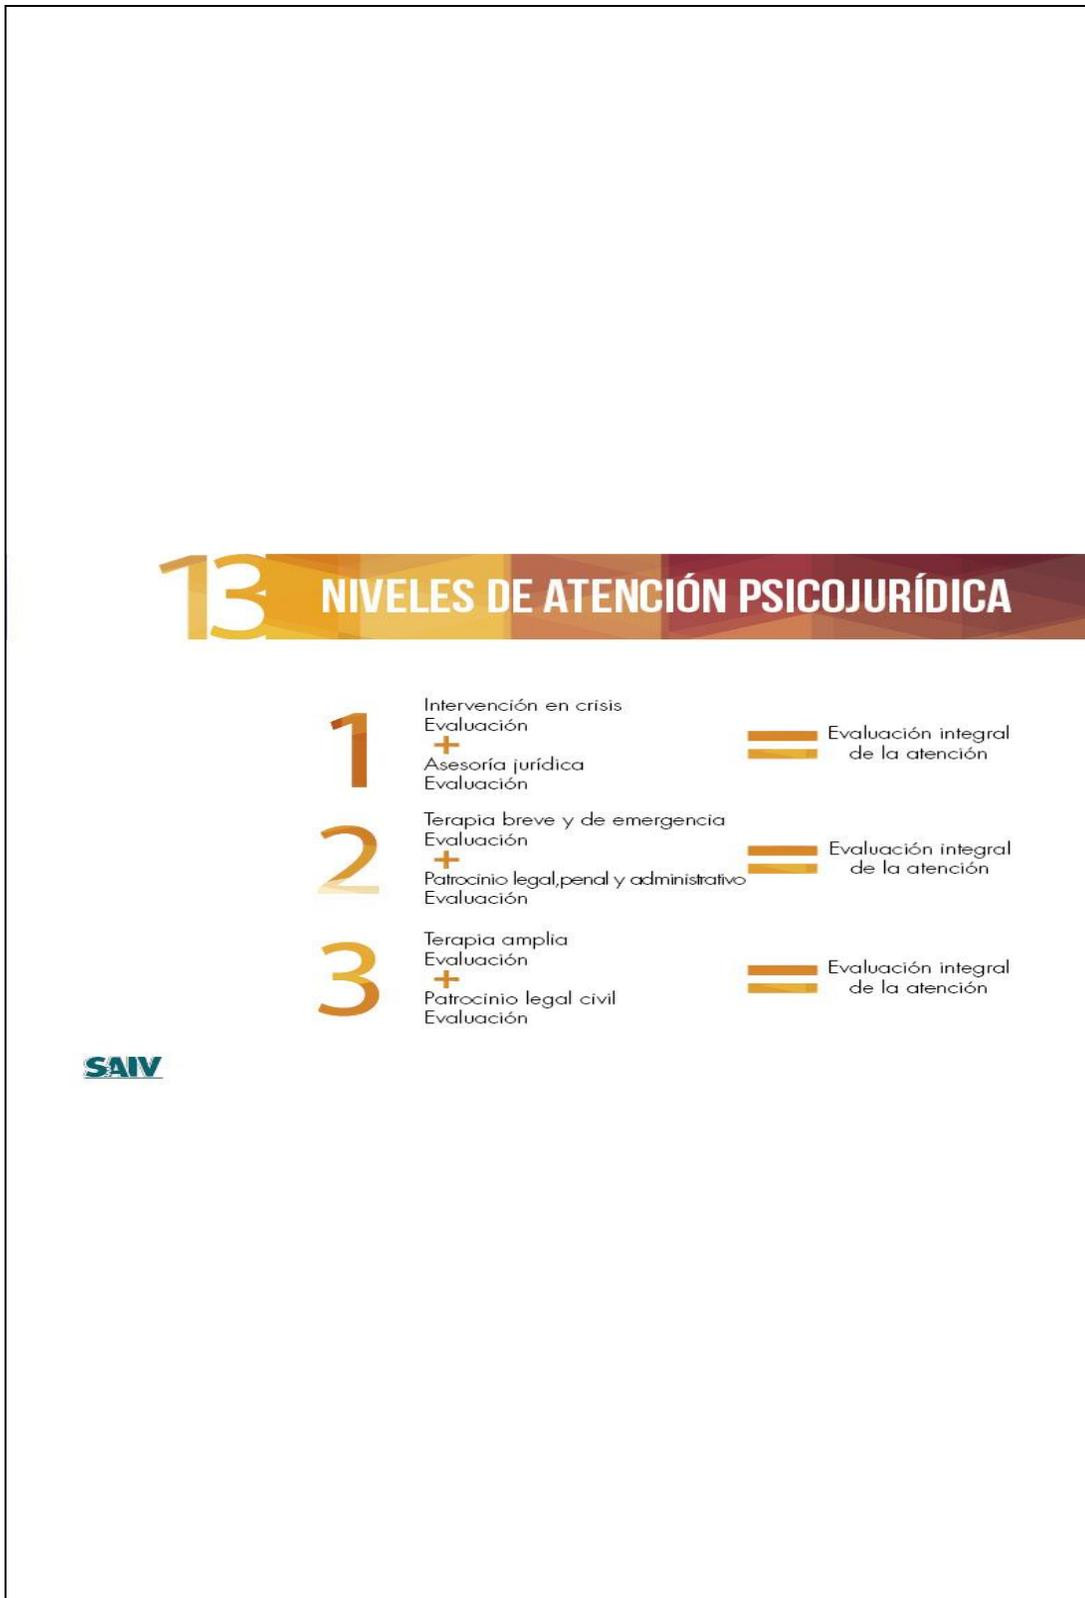 13 NIVELES DE ATENCIÓN PSICOJURÍDICA
1
Intervención en crisis
Evaluación
+
Asesoría jurídica
Evaluación
= Evaluación integral
de la atención
2
Terapia breve y de emergencia
Evaluación
+
Patrocinio legal,penal y administrativo
Evaluación
= Evaluación integral
de la atención
3
Terapia amplia
Evaluación
+
Patrocinio legal civil
Evaluación
= Evaluación integral
de la atención
SAIV